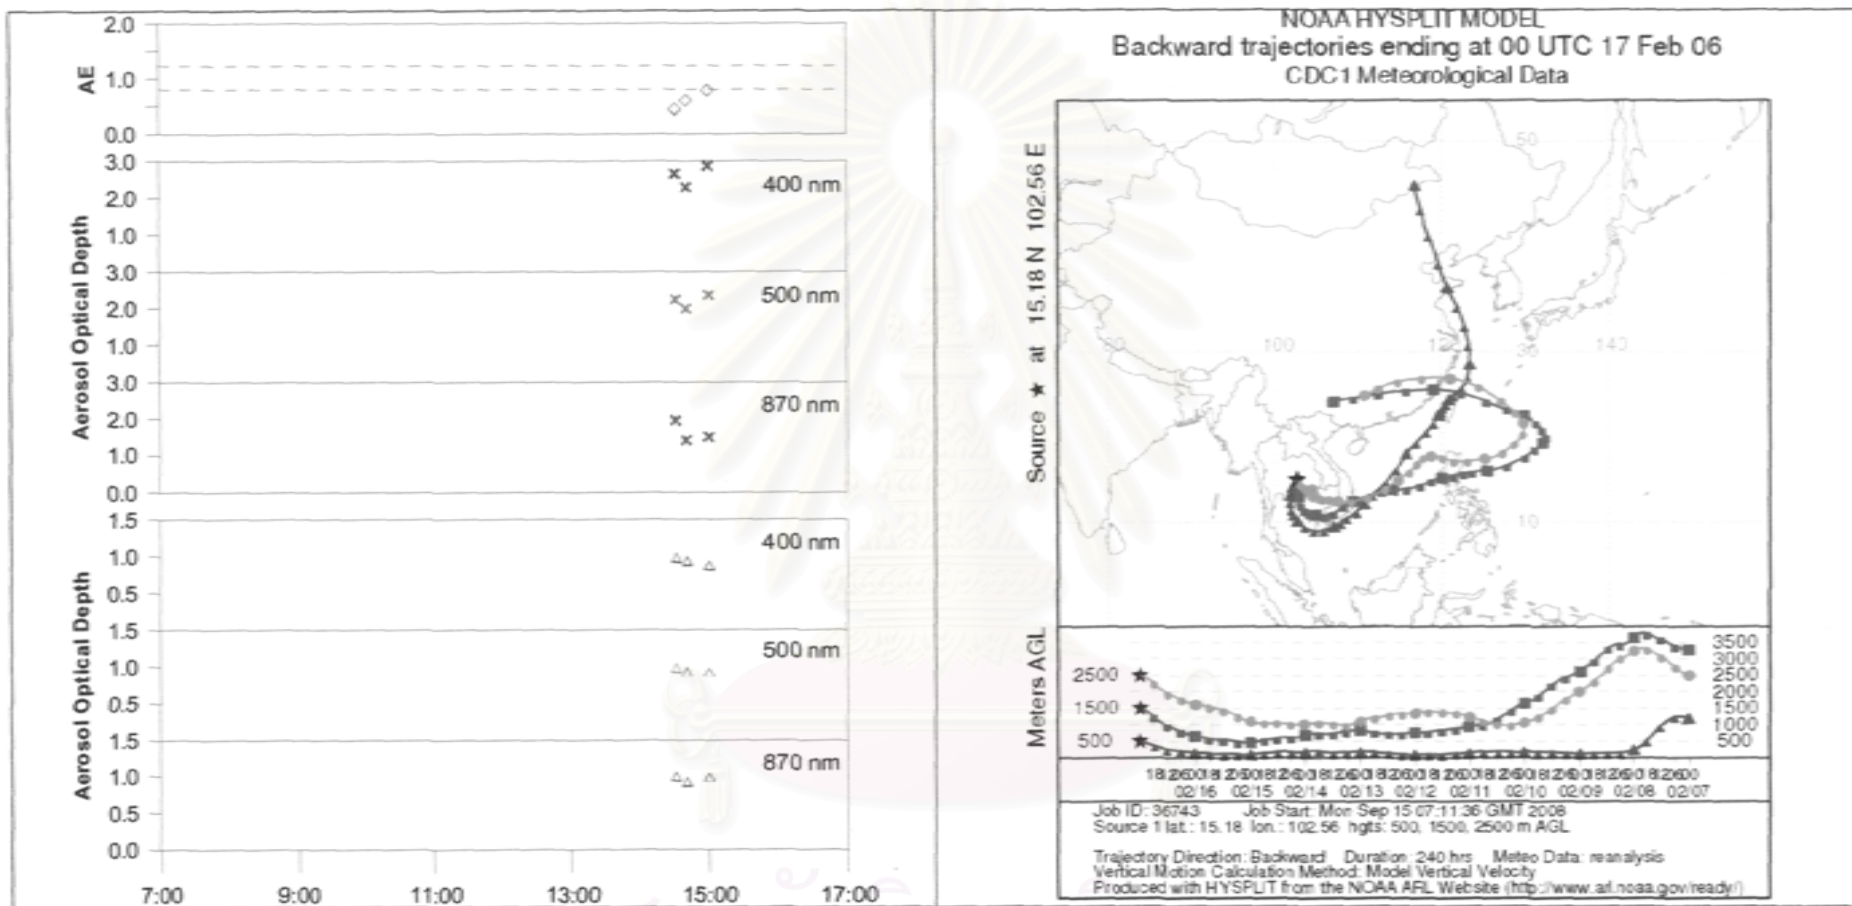 2.0
AE
1.0
0.0
3.0
400 nm
2.0
1.0
Aerosol Optical Depth
3.0
500 nm
2.0
1.0
3.0
870 nm
2.0
1.0
0.0
1.5
400 nm
1.0
0.5
Aerosol Optical Depth
1.5
500 nm
1.0
0.5
1.5
870 nm
1.0
0.5
0.0
7:00 9:00 11:00 13:00 15:00 17:00
NOAA HYSPLIT MODEL
Backward trajectories ending at 00 UTC 17 Feb 06
CDC1 Meteorological Data
Source ★ at 15.18 N 102.56 E
50
100 120 30 140
10
Meters AGL
2500
1500
500
3500
3000
2500
2000
1500
1000
500
02/16 02/15 02/14 02/13 02/12 02/11 02/10 02/09 02/08 02/07
Job ID: 36743 Job Start: Mon Sep 15 07:11:36 GMT 2008
Source 1 lat.: 15.18 lon.: 102.56 hgts: 500, 1500, 2500 m AGL
Trajectory Direction: Backward Duration: 240 hrs Meteo Data: reanalysis
Vertical Motion Calculation Method: Model Vertical Velocity
Produced with HYSPLIT from the NOAA ARL Website (http://www.arl.noaa.gov/ready/)